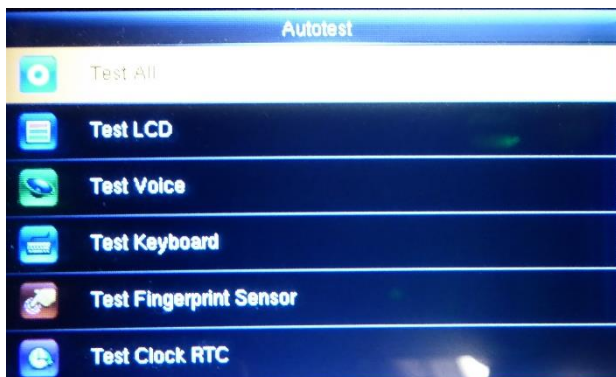 Autotest
Test All
Test LCD
Test Voice
Test Keyboard
Test Fingerprint Sensor
Test Clock RTC